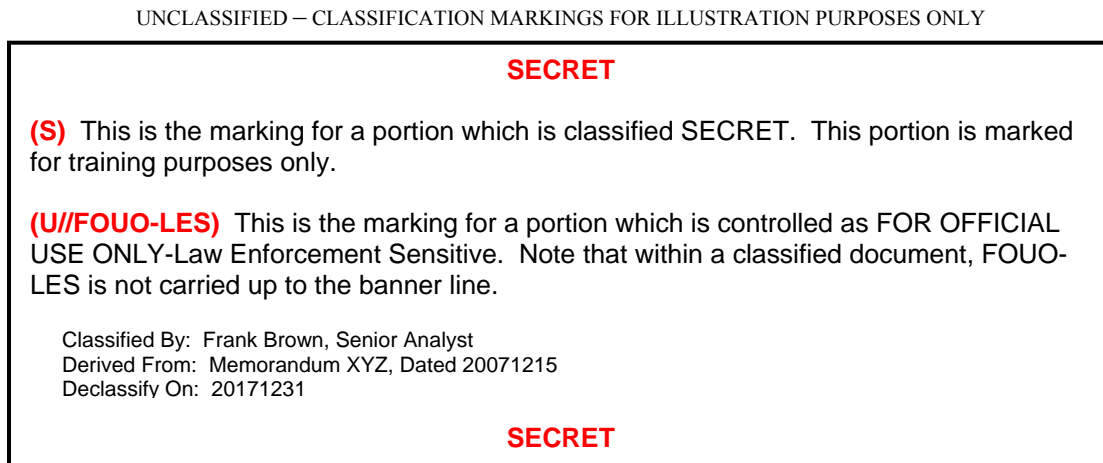 UNCLASSIFIED – CLASSIFICATION MARKINGS FOR ILLUSTRATION PURPOSES ONLY
SECRET
(S) This is the marking for a portion which is classified SECRET. This portion is marked
for training purposes only.
(U//FOUO-LES) This is the marking for a portion which is controlled as FOR OFFICIAL
USE ONLY-Law Enforcement Sensitive. Note that within a classified document, FOUO-
LES is not carried up to the banner line.
Classified By: Frank Brown, Senior Analyst
Derived From: Memorandum XYZ, Dated 20071215
Declassify On: 20171231
SECRET